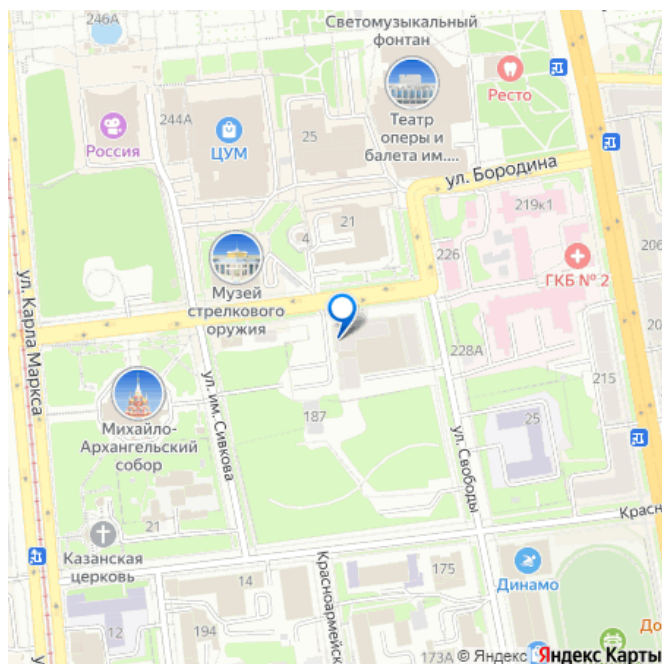 246А
Светомузыкальный
фонтан
Ресто
244А
Россия
ЦУМ
25
Театр
оперы и
балета им....
ул. Бородина
219к1
21
4
226
ГКБ № 2
206
Музей
стрелкового
оружия
ул. Карла Маркса
228А
215
Михайло-
Архангельский
собор
ул. им. Сивкова
187
ул. Свободы
25
21
Казанская
церковь
Красн
Красноармейск
14
175
Динамо
12
194
173А
До
© Яндекс Яндекс Карты